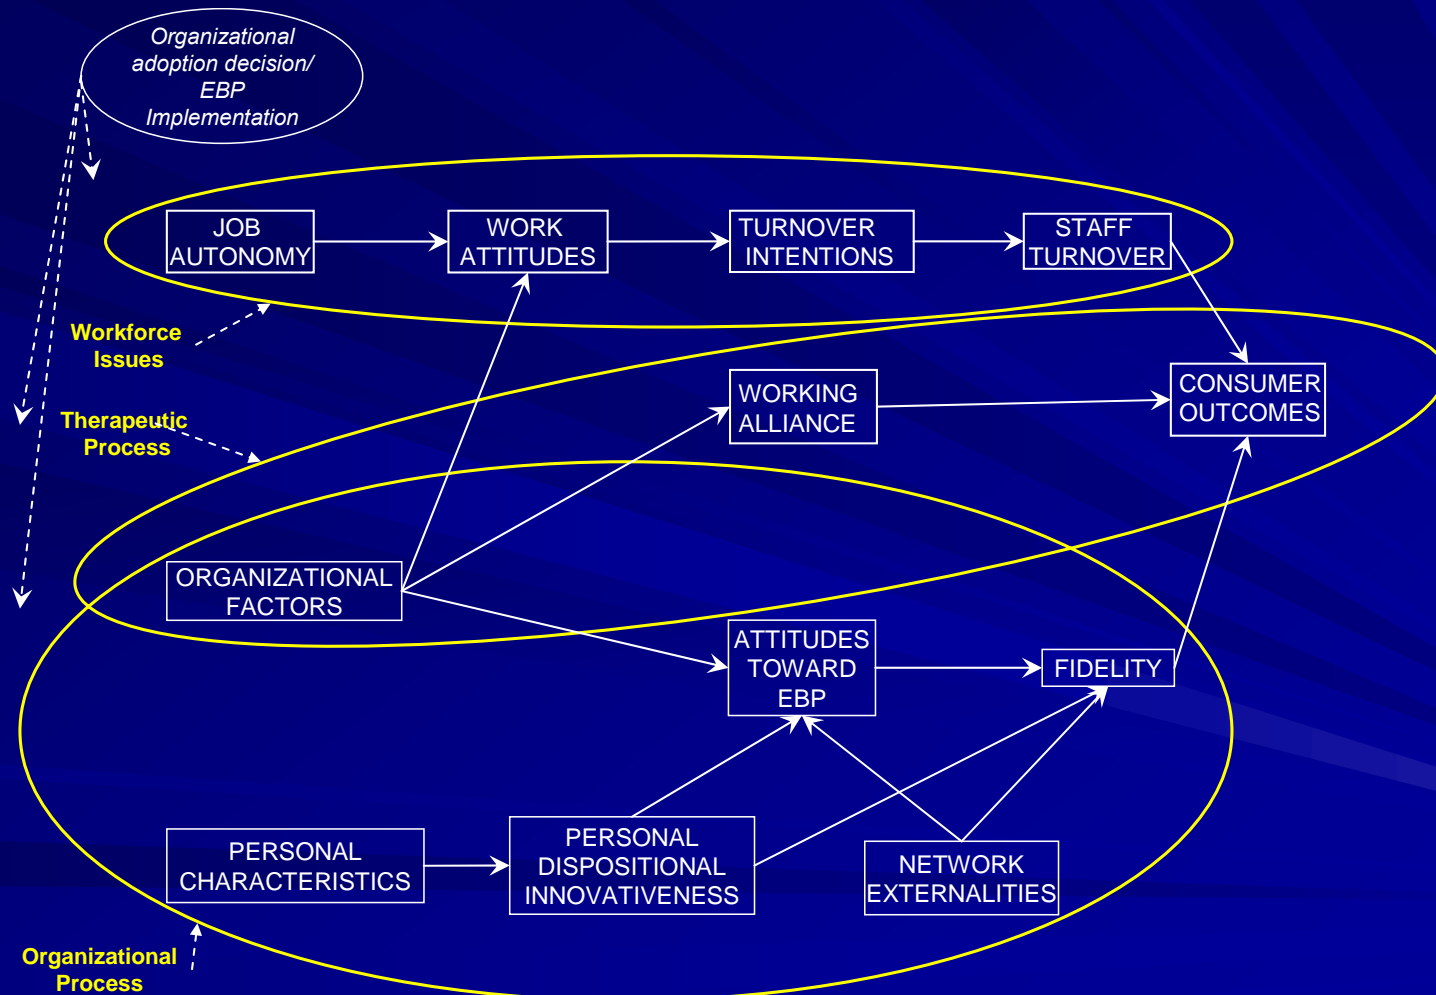 Organizational
adoption decision/
EBP
Implementation
JOB
AUTONOMY
WORK
ATTITUDES
TURNOVER
INTENTIONS
STAFF
TURNOVER
Workforce
Issues
WORKING
ALLIANCE
CONSUMER
OUTCOMES
Therapeutic
Process
ORGANIZATIONAL
FACTORS
ATTITUDES
TOWARD
EBP
FIDELITY
PERSONAL
CHARACTERISTICS
PERSONAL
DISPOSITIONAL
INNOVATIVENESS
NETWORK
EXTERNALITIES
Organizational
Process